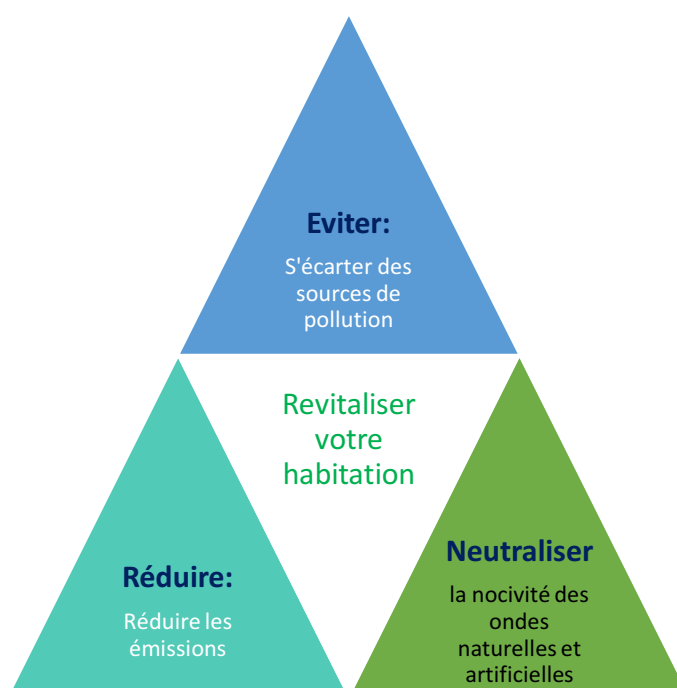 Eviter:
S'écarter des
sources de
pollution
Revitaliser
votre
habitation
Réduire:
Réduire les
émissions
Neutraliser
la nocivité des
ondes
naturelles et
artificielles